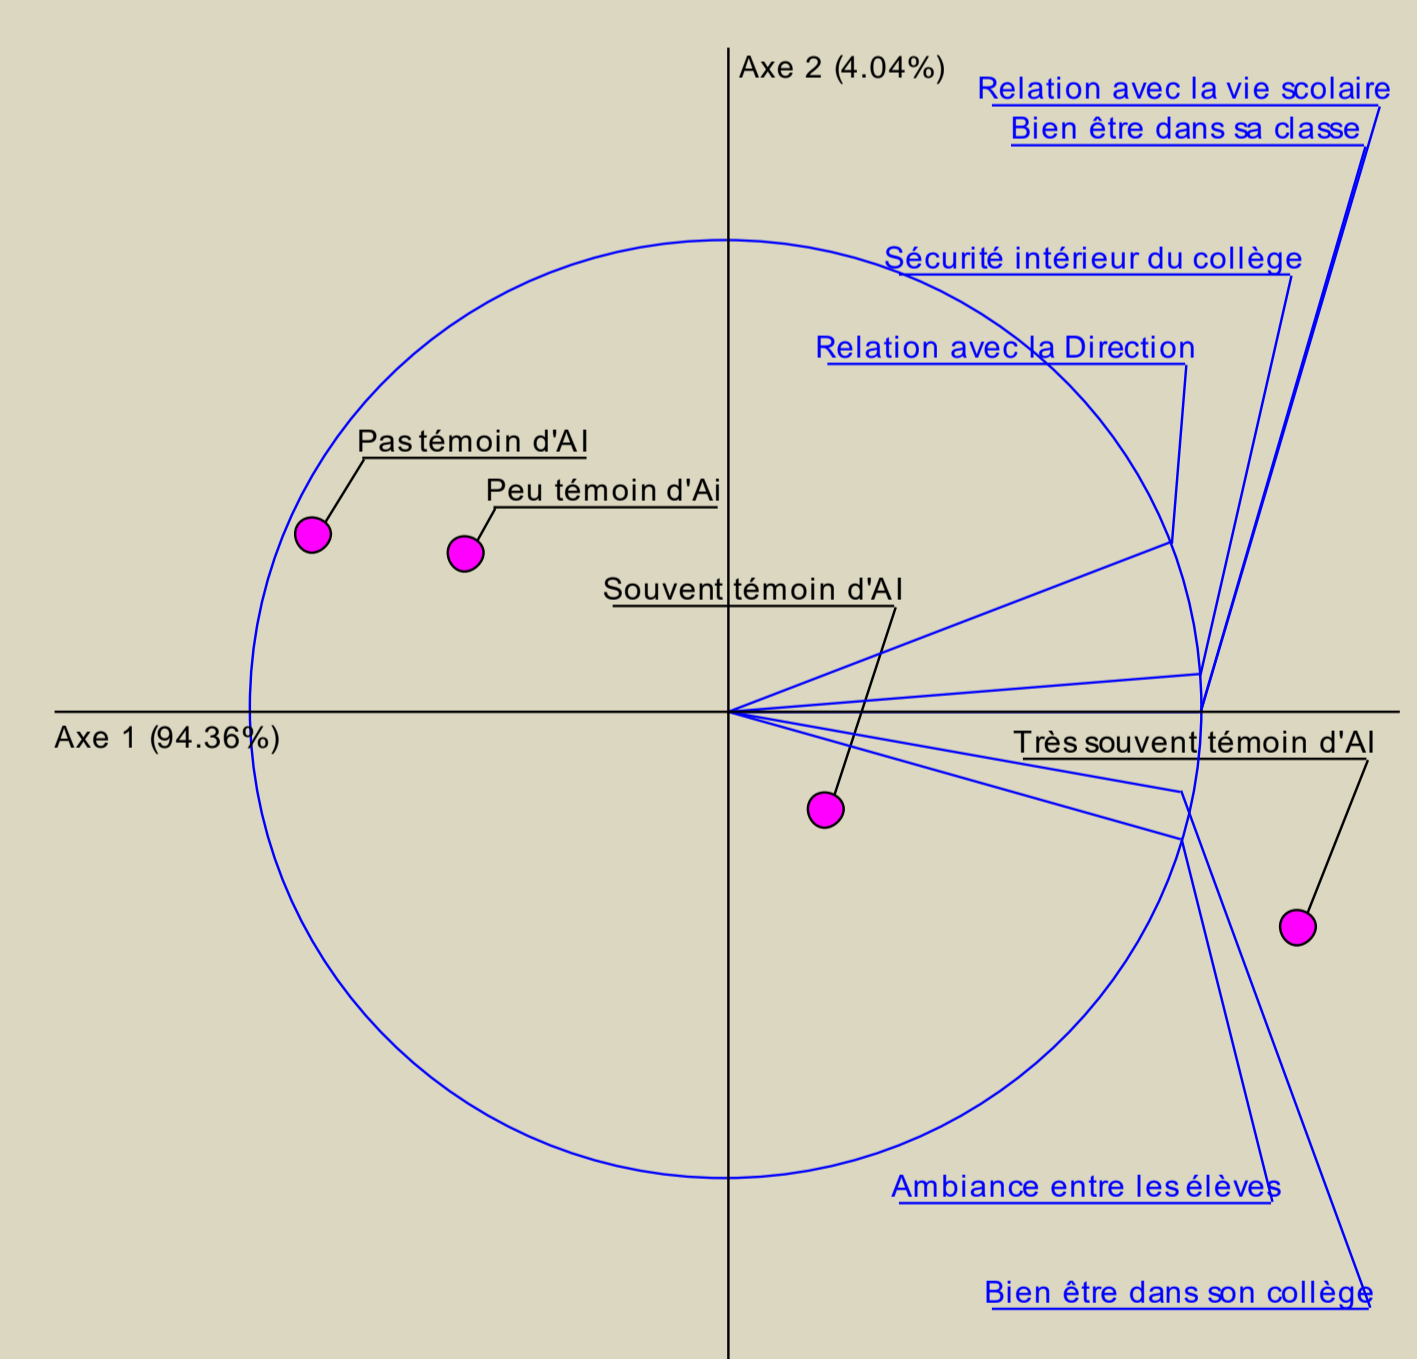 Axe 2 (4.04%)
Relation avec la vie scolaire
Bien être dans sa classe
Sécurité intérieur du collège
Relation avec la Direction
Pas témoin d'AI
Peu témoin d'Ai
Souvent témoin d'AI
Axe 1 (94.36%)
Très souvent témoin d'AI
Ambiance entre les élèves
Bien être dans son collège